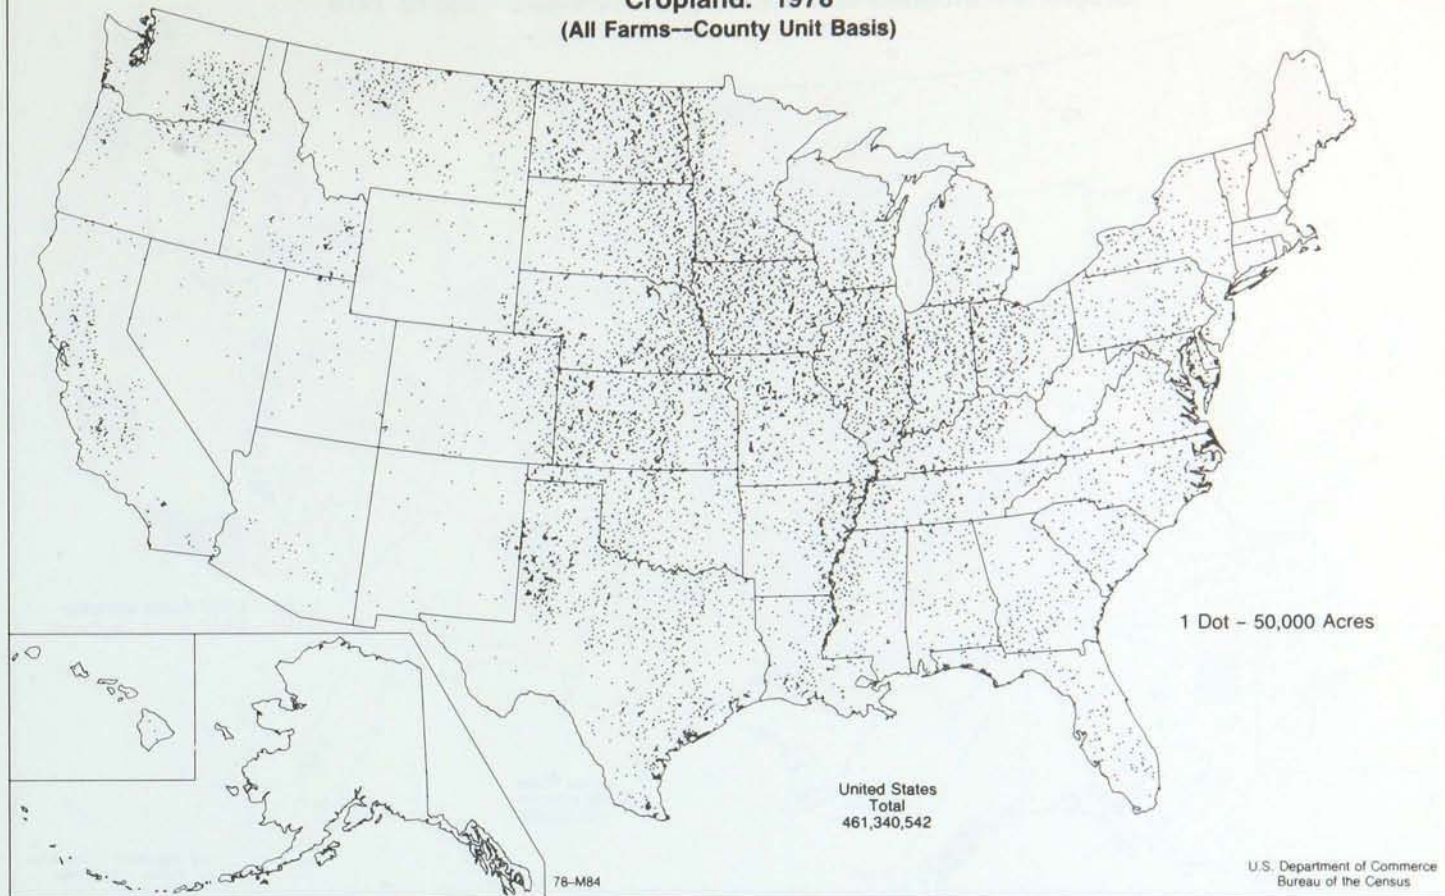 Cropland: 1978
(All Farms--County Unit Basis)
1 Dot - 50,000 Acres
United States
Total
461,340,542
78-M84
U.S. Department of Commerce
Bureau of the Census